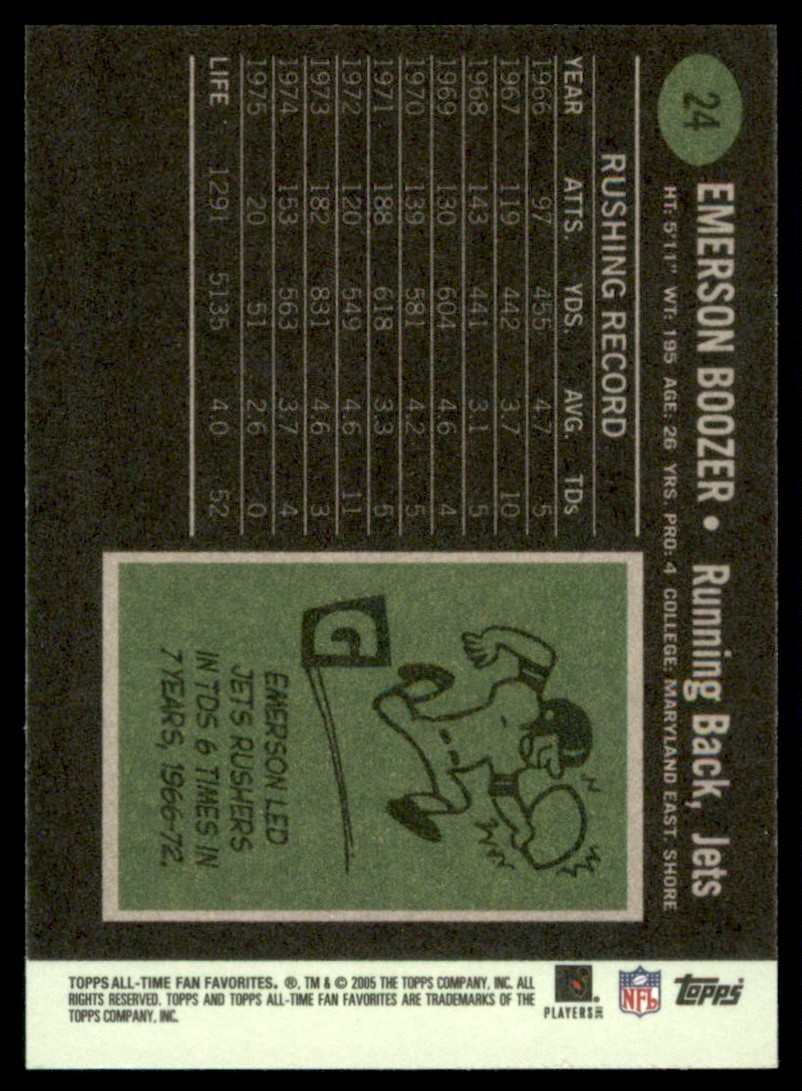 24
EMERSON BOOZER • Running Back, Jets
HT: 5'11" WT: 195 AGE: 26 YRS. PRO: 4 COLLEGE: MARYLAND EAST. SHORE
RUSHING RECORD
YEAR ATTS. YDS. AVG. TDs
1966 97 455 4.7 5
1967 119 442 3.7 10
1968 143 441 3.1 5
1969 130 604 4.6 4
1970 139 581 4.2 5
1971 188 618 3.3 5
1972 120 549 4.6 11
1973 182 831 4.6 3
1974 153 563 3.7 4
1975 20 51 2.6 0
LIFE 1291 5135 4.0 52
G
EMERSON LED
JETS RUSHERS
IN TDS 6 TIMES IN
7 YEARS, 1966-72.
topps
NFL
PLAYERS INC
TOPPS ALL-TIME FAN FAVORITES. ®, TM & © 2005 THE TOPPS COMPANY, INC. ALL
RIGHTS RESERVED. TOPPS AND TOPPS ALL-TIME FAN FAVORITES ARE TRADEMARKS OF THE
TOPPS COMPANY, INC.